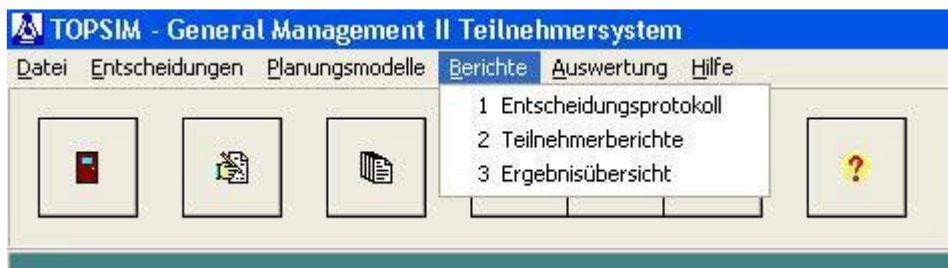 TOPSIM - General Management II Teilnehmersystem
Datei Entscheidungen Planungsmodelle Berichte Auswertung Hilfe
1 Entscheidungsprotokoll
2 Teilnehmerberichte
3 Ergebnisübersicht
?